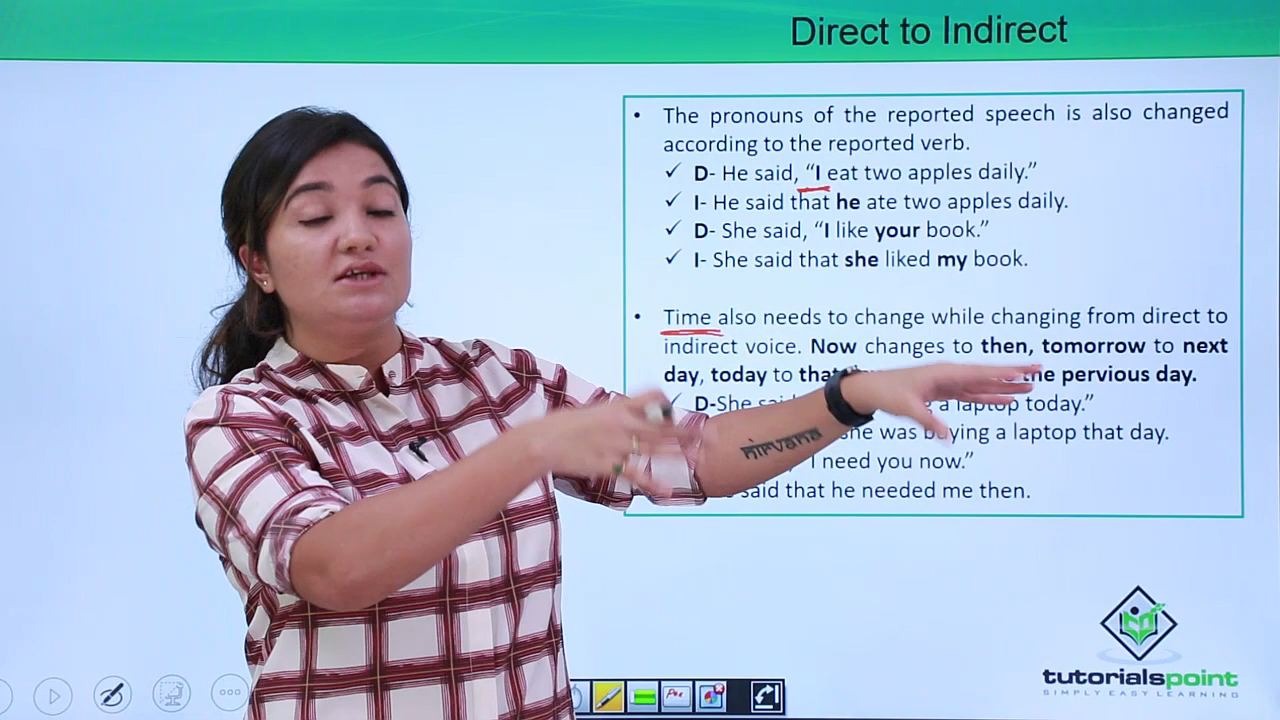 Direct to Indirect
• The pronouns of the reported speech is also changed
according to the reported verb.
✓ D- He said, “I eat two apples daily.”
✓ I- He said that he ate two apples daily.
✓ D- She said, “I like your book.”
✓ I- She said that she liked my book.
• Time also needs to change while changing from direct to
indirect voice. Now changes to then, tomorrow to next
day, today to that the pervious day.
D-She said a laptop today.”
she was buying a laptop that day.
“I need you now.”
said that he needed me then.
nirvana
Pen
tutorialspoint
SIMPLY EASY LEARNING